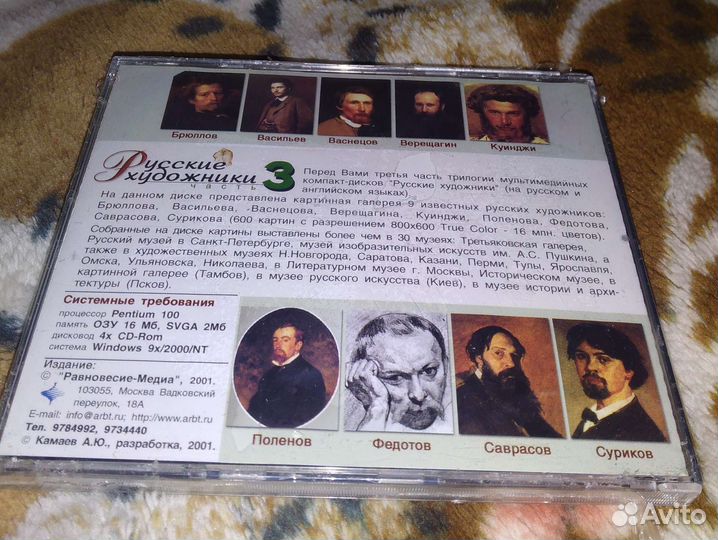 Брюллов Васильев Васнецов Верещагин Куинджи
Русские
художники
часть 3
Перед Вами третья часть трилогии мультимедийных
компакт-дисков "Русские художники" (на русском и
английском языках).
На данном диске представлена картинная галерея 9 известных русских художников:
Брюллова, Васильева, -Васнецова, Верещагина, Куинджи, Поленова, Федотова,
Саврасова, Сурикова (600 картин с разрешением 800x600 True Color - 16 млн. цветов).
Собранные на диске картины выставлены более чем в 30 музеях: Третьяковская галерея,
Русский музей в Санкт-Петербурге, музей изобразительных искусств им. А.С. Пушкина, а
также в художественных музеях Н.Новгорода, Саратова, Казани, Перми, Тулы, Ярославля,
Омска, Ульяновска, Николаева, в Литературном музее г. Москвы, Историческом музее, в
картинной галерее (Тамбов), в музее русского искусства (Киев), в музее истории и архи-
тектуры (Псков).
Системные требования
процессор Pentium 100
память ОЗУ 16 Мб, SVGA 2Мб
дисковод 4x CD-Rom
система Windows 9x/2000/NT
Издание:
© "Равновесие-Медиа", 2001.
103055, Москва Вадковский
переулок, 18А
E-mail: info@arbt.ru; http://www.arbt.ru
Тел. 9784992, 9734440
© Камаев А.Ю., разработка, 2001.
Поленов Федотов Саврасов Суриков
Avito